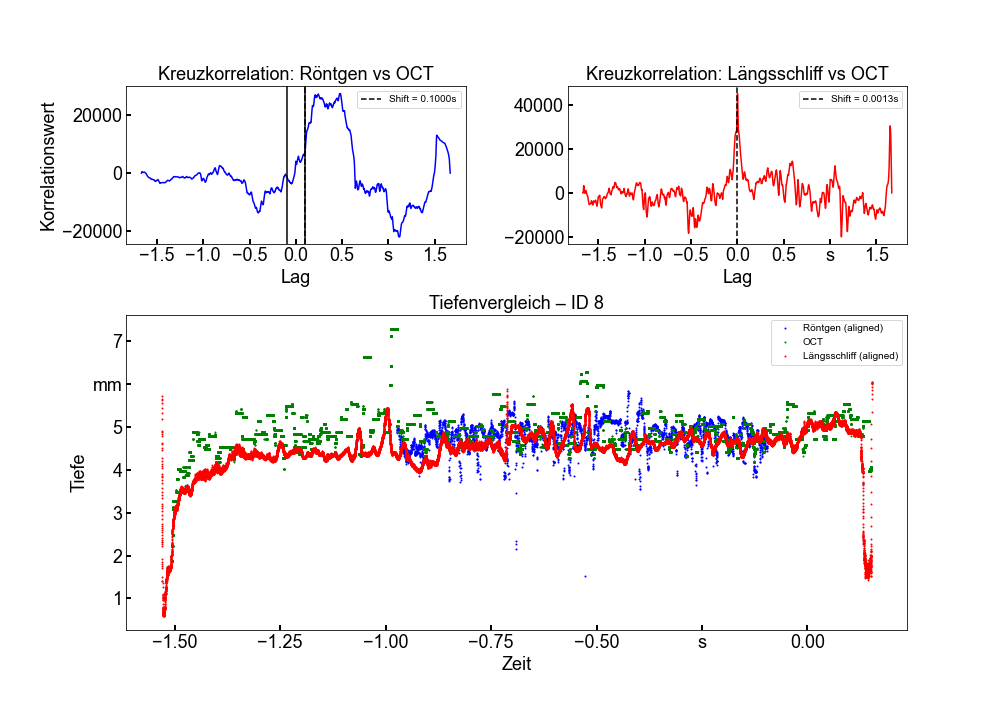 Kreuzkorrelation: Röntgen vs OCT
Kreuzkorrelation: Längsschliff vs OCT
Korrelationswert
20000
0
−20000
Shift = 0.1000s
−1.5 −1.0 −0.5 0.0 0.5 s 1.5
Lag
40000
20000
0
−20000
Shift = 0.0013s
−1.5 −1.0 −0.5 0.0 0.5 s 1.5
Lag
Tiefenvergleich – ID 8
Tiefe
7
mm
5
4
3
2
1
Röntgen (aligned)
OCT
Längsschliff (aligned)
−1.50 −1.25 −1.00 −0.75 −0.50 s 0.00
Zeit